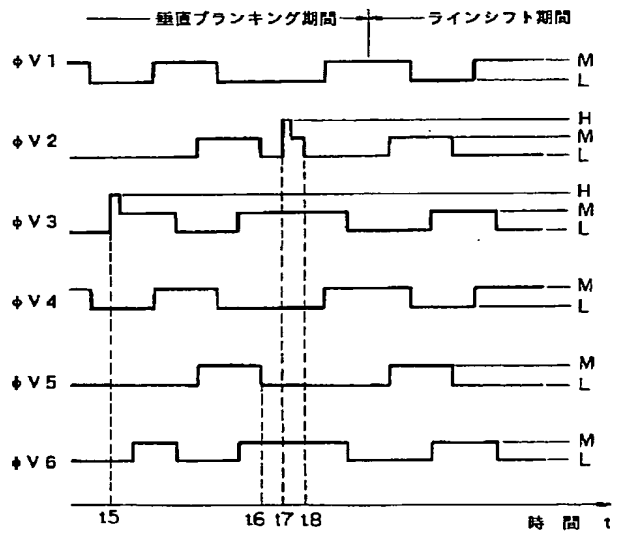 垂直ブランキング期間 ラインシフト期間
φV1 M
L
H
φV2 M
L
H
φV3 M
L
φV4 M
L
φV5 M
L
φV6 M
L
t5 t6 t7 t8 時間 t